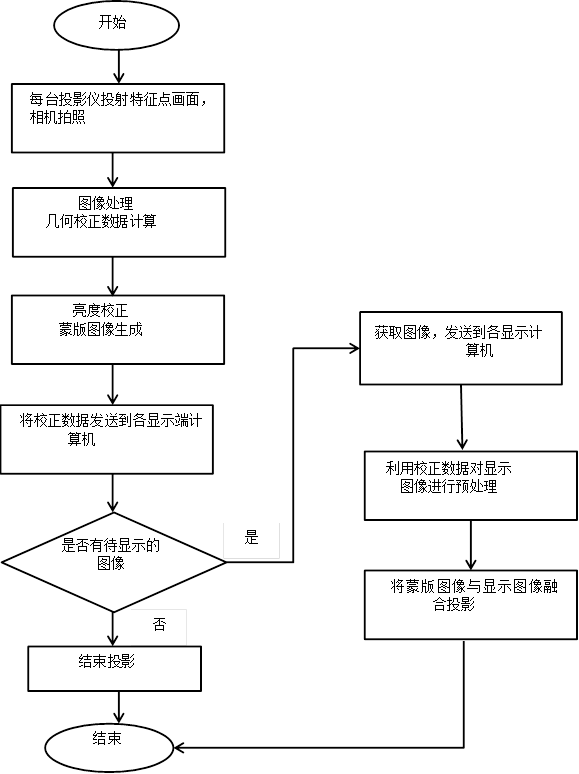 开始
每台投影仪投射特征点画面，
相机拍照
图像处理
几何校正数据计算
亮度校正
蒙版图像生成
将校正数据发送到各显示端计
算机
是否有待显示的
图像
是
否
结束投影
结束
获取图像，发送到各显示计
算机
利用校正数据对显示
图像进行预处理
将蒙版图像与显示图像融
合投影